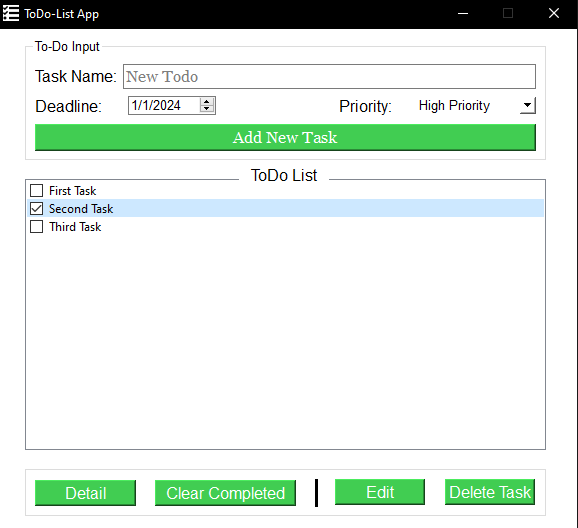 ToDo-List App
To-Do Input
Task Name: New Todo
Deadline: 1/1/2024 Priority: High Priority
Add New Task
ToDo List
First Task
Second Task
Third Task
Detail Clear Completed Edit Delete Task